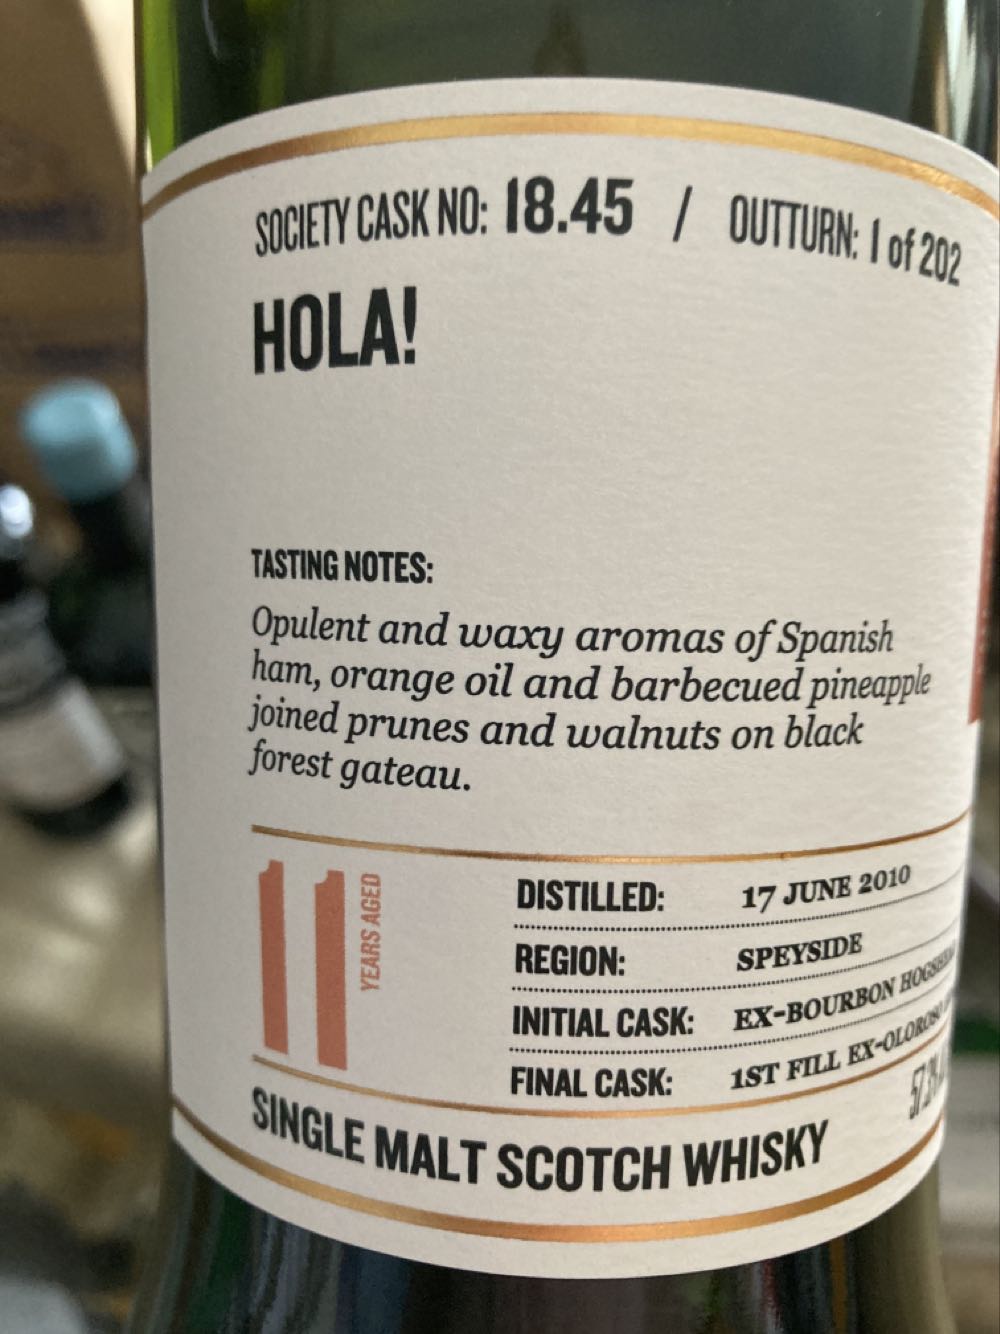 SOCIETY CASK NO: 18.45 / OUTTURN: 1 of 202
HOLA!
TASTING NOTES:
Opulent and waxy aromas of Spanish
ham, orange oil and barbecued pineapple
joined prunes and walnuts on black
forest gateau.
11 YEARS AGED
DISTILLED: 17 JUNE 2010
REGION: SPEYSIDE
INITIAL CASK: EX-BOURBON
FINAL CASK: 1ST FILL EX-OLOROSO
SINGLE MALT SCOTCH WHISKY